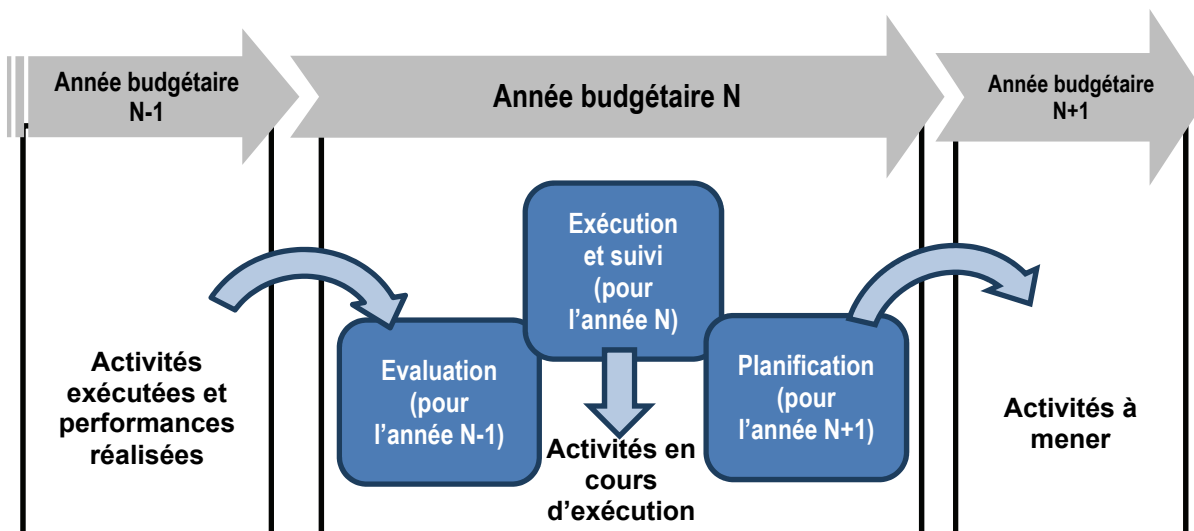 Année budgétaire
N-1
Année budgétaire N
Année budgétaire
N+1
Exécution
et suivi
(pour
l’année N)
Evaluation
(pour
l’année N-1)
Planification
(pour
l’année N+1)
Activités
exécutées et
performances
réalisées
Activités en
cours
d’exécution
Activités à
mener